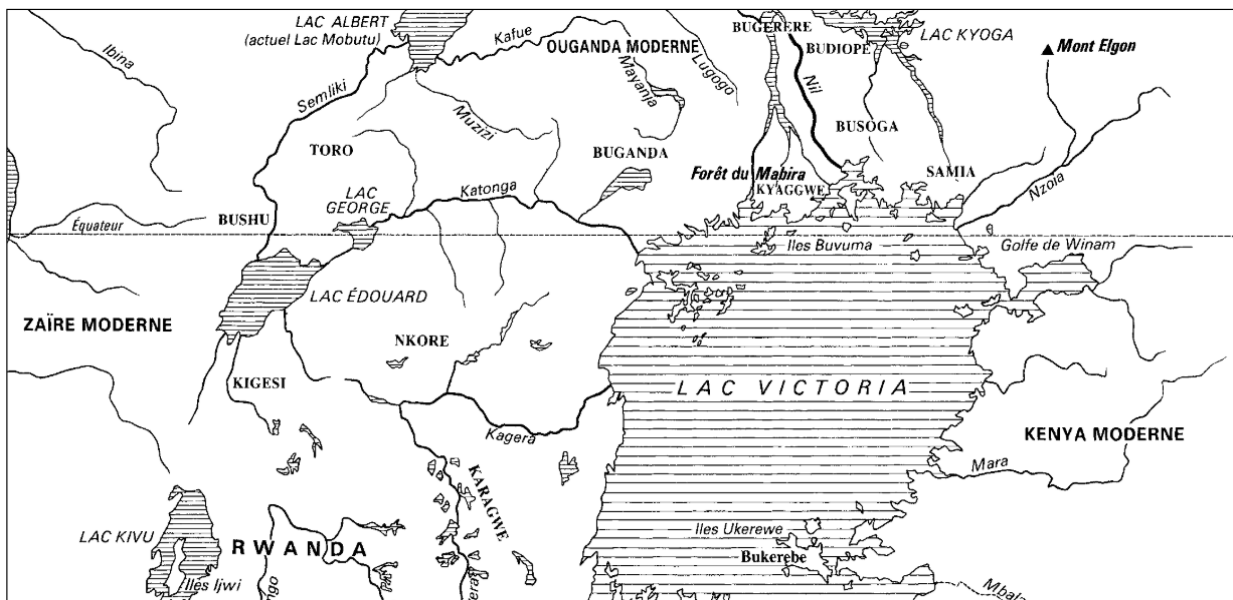 LAC ALBERT
(actuel Lac Mobutu)
Kafue
OUGANDA MODERNE
BUGERERE
BUDIOPE
LAC KYOGA
Mont Elgon
Ibina
Semliki
Mayanja
Lugogo
Nil
Muzizi
TORO
BUGANDA
BUSOGA
Forêt du Mabira
KYAGGWE
SAMIA
Nzoia
LAC
GEORGE
Katonga
BUSHU
Équateur
Iles Buvuma
Golfe de Winam
LAC ÉDOUARD
ZAÏRE MODERNE
NKORE
KIGESI
LAC VICTORIA
Kagera
KENYA MODERNE
Mara
KARAGWE
LAC KIVU
RWANDA
Iles Ukerewe
Bukerebe
Iles Ijwi